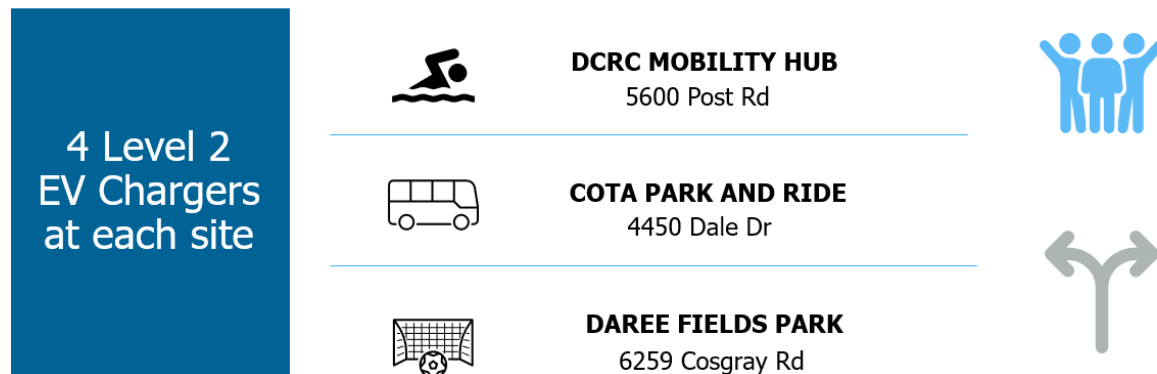 4 Level 2
EV Chargers
at each site
DCRC MOBILITY HUB
5600 Post Rd
COTA PARK AND RIDE
4450 Dale Dr
DAREE FIELDS PARK
6259 Cosgray Rd